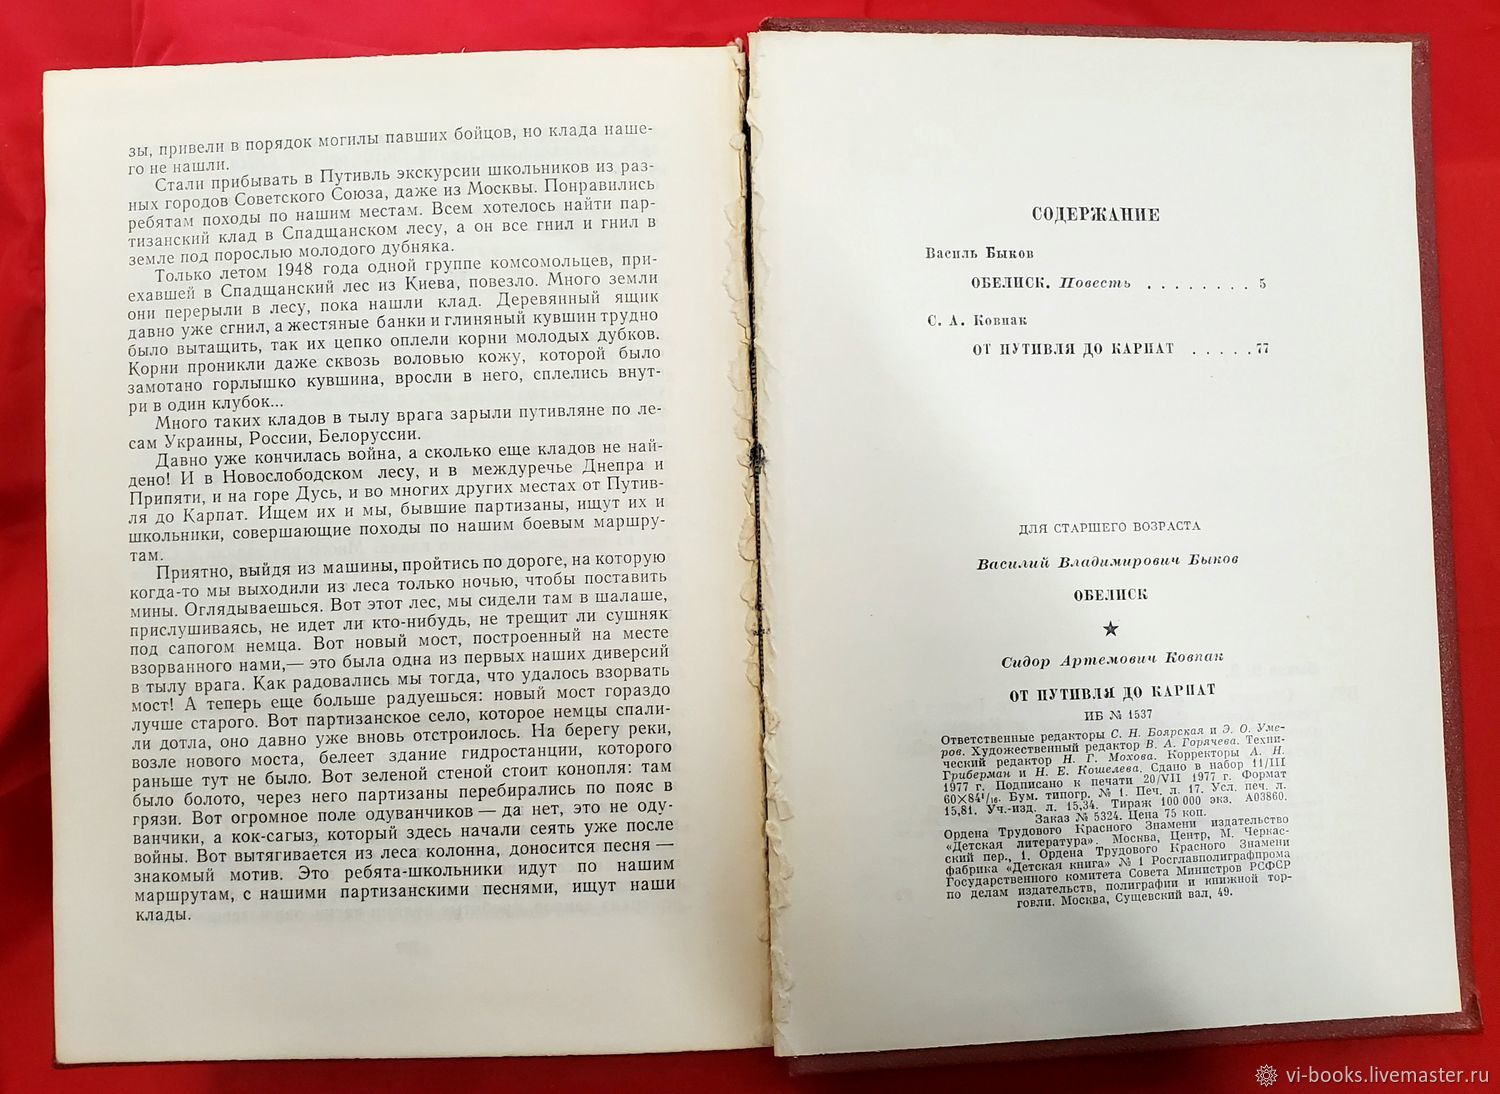 зы, привели в порядок могилы павших бойцов, но клада наше-
го не нашли.
Стали прибывать в Путивль экскурсии школьников из раз-
ных городов Советского Союза, даже из Москвы. Понравились
ребятам походы по нашим местам. Всем хотелось найти пар-
тизанский клад в Спадщанском лесу, а он все гнил и гнил в
земле под порослью молодого дубняка.
Только летом 1948 года одной группе комсомольцев, при-
ехавшей в Спадщанский лес из Киева, повезло. Много земли
они перерыли в лесу, пока нашли клад. Деревянный ящик
давно уже сгнил, а жестяные банки и глиняный кувшин трудно
было вытащить, так их цепко оплели корни молодых дубков.
Корни проникли даже сквозь воловью кожу, которой было
замотано горлышко кувшина, вросли в него, сплелись внут-
ри в один клубок...
Много таких кладов в тылу врага зарыли путивляне по ле-
сам Украины, России, Белоруссии.
Давно уже кончилась война, а сколько еще кладов не най-
дено! И в Новослободском лесу, и в междуречье Днепра и
Припяти, и на горе Дусь, и во многих других местах от Путив-
ля до Карпат. Ищем их и мы, бывшие партизаны, ищут их и
школьники, совершающие походы по нашим боевым маршру-
там.
Приятно, выйдя из машины, пройтись по дороге, на которую
когда-то мы выходили из леса только ночью, чтобы поставить
мины. Оглядываешься. Вот этот лес, мы сидели там в шалаше,
прислушиваясь, не идет ли кто-нибудь, не трещит ли сушняк
под сапогом немца. Вот новый мост, построенный на месте
взорванного нами,— это была одна из первых наших диверсий
в тылу врага. Как радовались мы тогда, что удалось взорвать
мост! А теперь еще больше радуешься: новый мост гораздо
лучше старого. Вот партизанское село, которое немцы спали-
ли дотла, оно давно уже вновь отстроилось. На берегу реки,
возле нового моста, белеет здание гидростанции, которого
раньше тут не было. Вот зеленой стеной стоит конопля: там
было болото, через него партизаны перебирались по пояс в
грязи. Вот огромное поле одуванчиков — да нет, это не оду-
ванчики, а кок-сагыз, который здесь начали сеять уже после
войны. Вот вытягивается из леса колонна, доносится песня —
знакомый мотив. Это ребята-школьники идут по нашим
маршрутам, с нашими партизанскими песнями, ищут наши
клады.
СОДЕРЖАНИЕ
Василь Быков
ОБЕЛИСК. Повесть . . . . . . . . 5
С. А. Ковпак
ОТ ПУТИВЛЯ ДО КАРПАТ . . . . . 77
ДЛЯ СТАРШЕГО ВОЗРАСТА
Василий Владимирович Быков
ОБЕЛИСК
★
Сидор Артемович Ковпак
ОТ ПУТИВЛЯ ДО КАРПАТ
ИБ № 1537
Ответственные редакторы С. Н. Боярская и Э. О. Уме-
ров. Художественный редактор В. А. Горячева. Техни-
ческий редактор Н. Г. Мохова. Корректоры А. Н.
Гриберман и Н. Е. Кошелева. Сдано в набор 11/III
1977 г. Подписано к печати 20/VII 1977 г. Формат
60×84¹/₁₆. Бум. типогр. № 1. Печ. л. 17. Усл. печ. л.
15,81. Уч.-изд. л. 15,34. Тираж 100 000 экз. А03860.
Заказ № 5324. Цена 75 коп.
Ордена Трудового Красного Знамени издательство
«Детская литература». Москва, Центр, М. Черкас-
ский пер., 1. Ордена Трудового Красного Знамени
фабрика «Детская книга» № 1 Росглавполиграфпрома
Государственного комитета Совета Министров РСФСР
по делам издательств, полиграфии и книжной тор-
говли. Москва, Сущевский вал, 49.
vi-books.livemaster.ru